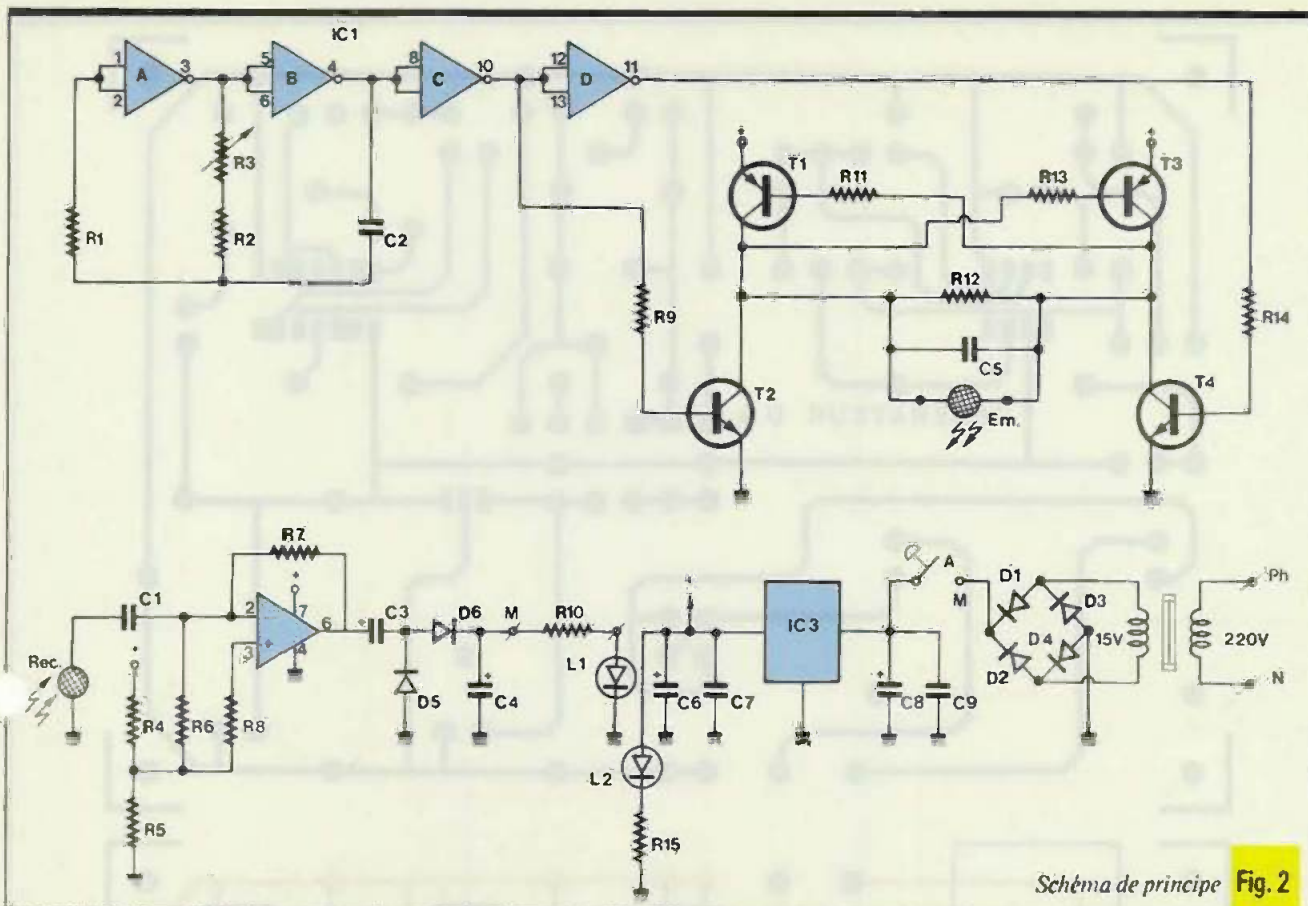 IC1
1
2
A
3
5
6
B
4
8
C
10
12
13
D
11
R1
R3
R2
C2
R9
T1
R11
R13
T3
R12
C5
Em.
R14
T2
T4
Rec.
C1
R4
R5
R6
R8
R7
2
3
+
7
6
4
C3
D5
D6
C4
M
R10
L1
L2
R15
C6
C7
IC3
C8
C9
A
M
D1
D3
D2
D4
15V
220V
Ph
N
Schéma de principe Fig. 2